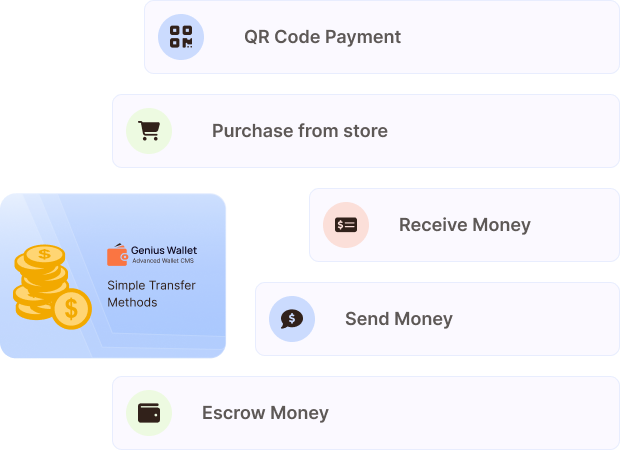 QR Code Payment
Purchase from store
Receive Money
Genius Wallet
Advanced Wallet CMS
Simple Transfer
Methods
Send Money
Escrow Money